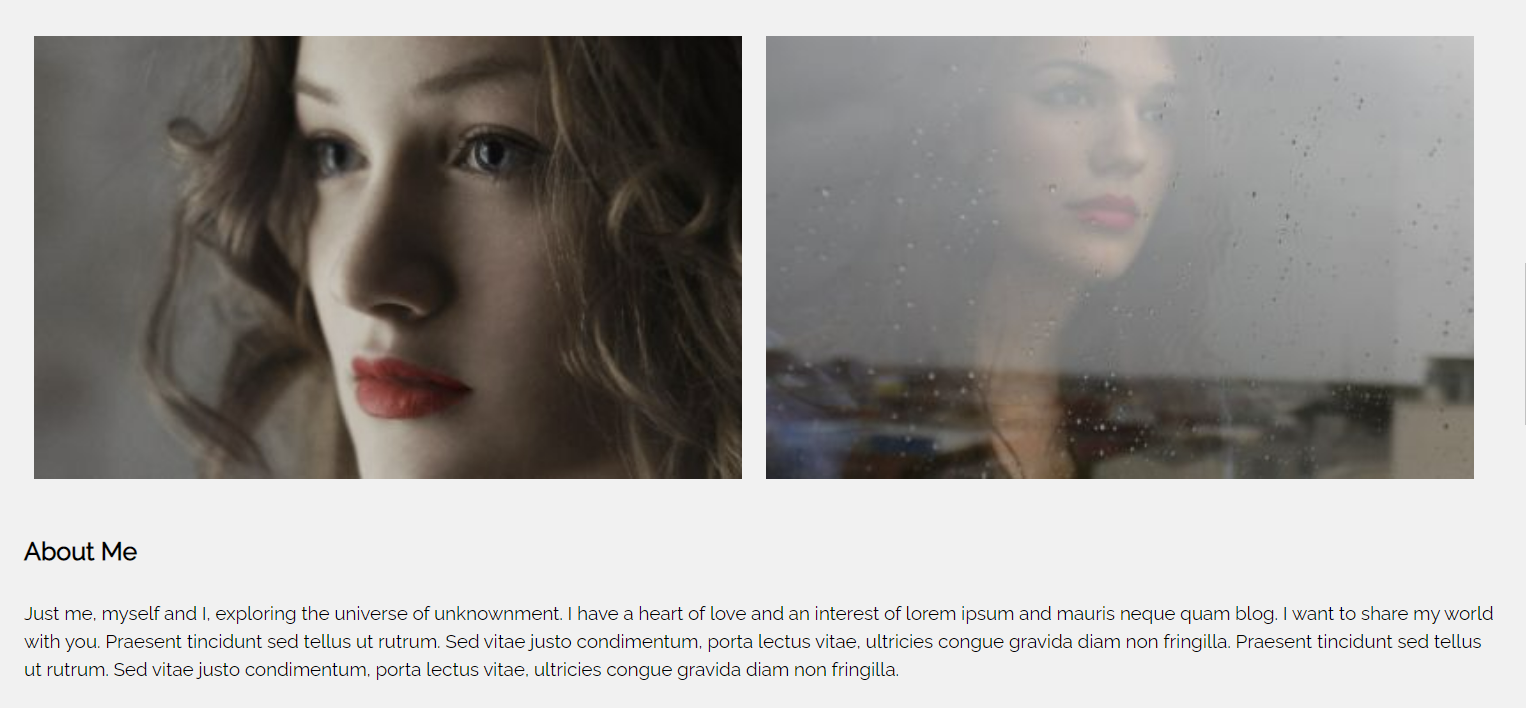 About Me
Just me, myself and I, exploring the universe of unknownment. I have a heart of love and an interest of lorem ipsum and mauris neque quam blog. I want to share my world
with you. Praesent tincidunt sed tellus ut rutrum. Sed vitae justo condimentum, porta lectus vitae, ultricies congue gravida diam non fringilla. Praesent tincidunt sed tellus
ut rutrum. Sed vitae justo condimentum, porta lectus vitae, ultricies congue gravida diam non fringilla.